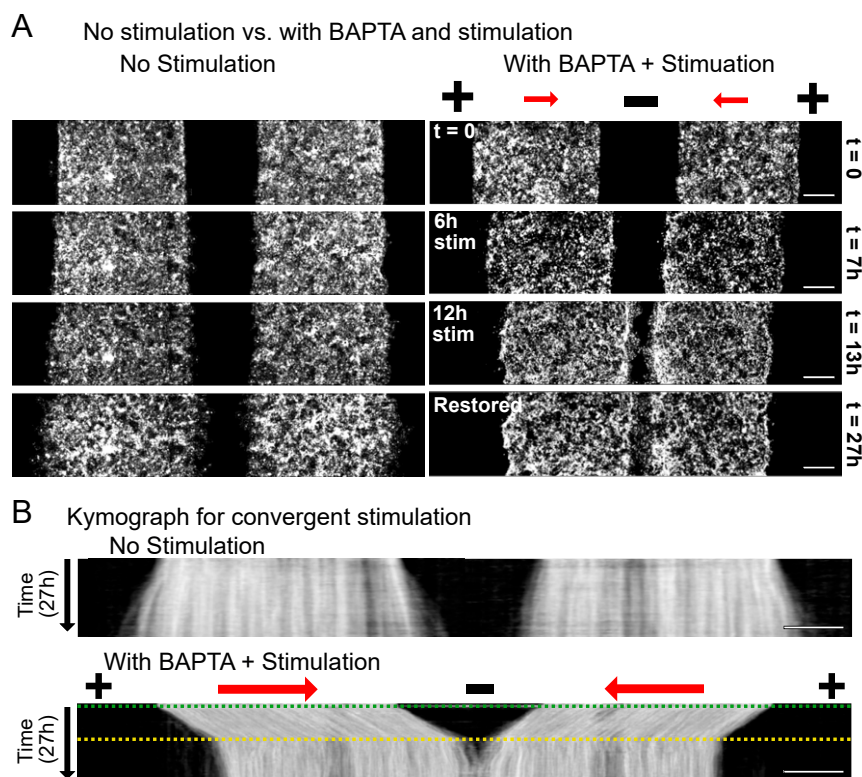 A
No stimulation vs. with BAPTA and stimulation
No Stimulation
With BAPTA + Stimuation
+ − +
t = 0
t = 0
6h
stim
t = 7h
12h
stim
t = 13h
Restored
t = 27h
B
Kymograph for convergent stimulation
No Stimulation
Time
(27h)
With BAPTA + Stimulation
+ − +
Time
(27h)